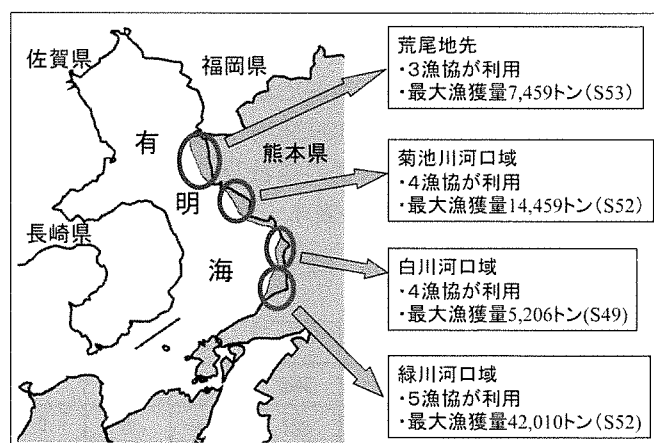 佐賀県
福岡県
有
明
海
熊本県
長崎県
荒尾地先
・3漁協が利用
・最大漁獲量7,459トン(S53)
菊池川河口域
・4漁協が利用
・最大漁獲量14,459トン(S52)
白川河口域
・4漁協が利用
・最大漁獲量5,206トン(S49)
緑川河口域
・5漁協が利用
・最大漁獲量42,010トン(S52)